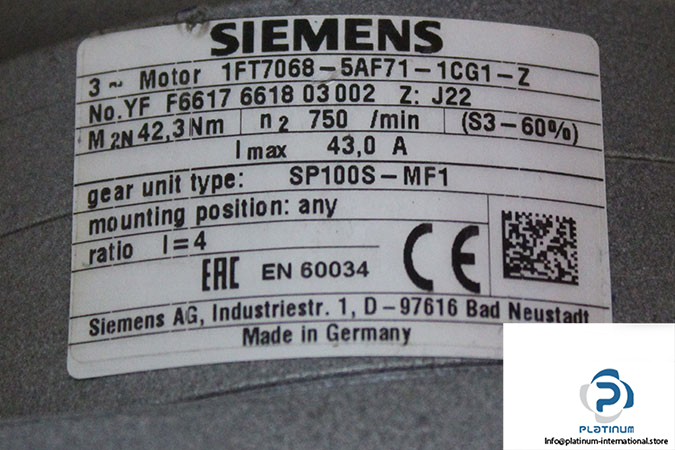 SIEMENS
3 ~ Motor 1FT7068-5AF71-1CG1-Z
No.YF F6617 6618 03 002 Z: J22
M2N 42,3 Nm n2 750 /min (S3-60%)
I max 43,0 A
gear unit type: SP100S-MF1
mounting position: any
ratio I=4
EAC EN 60034 CE
Siemens AG, Industriestr. 1, D-97616 Bad Neustadt
Made in Germany
P
PLATINUM
Info@platinum-international.store